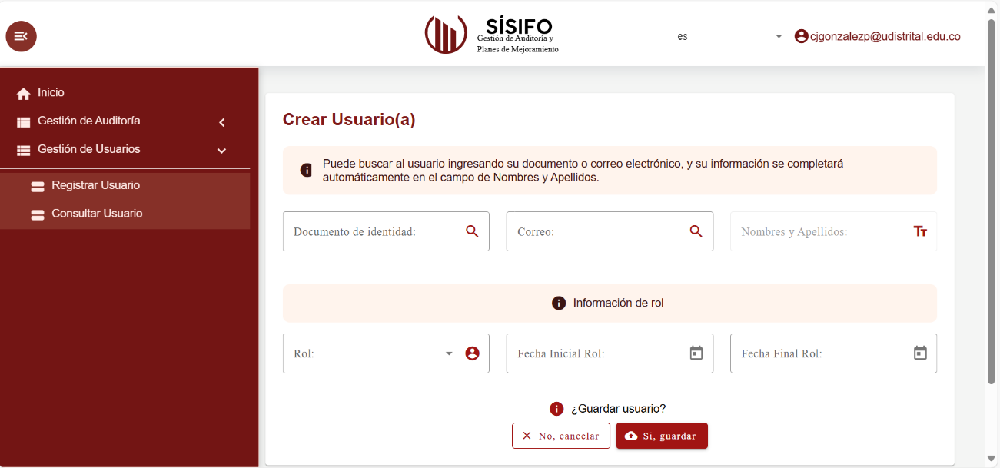 SÍSIFO
Gestión de Auditoría y
Planes de Mejoramiento
es
cjgonzalezp@udistrital.edu.co
Inicio
Gestión de Auditoría
Gestión de Usuarios
Registrar Usuario
Consultar Usuario
Crear Usuario(a)
Puede buscar al usuario ingresando su documento o correo electrónico, y su información se completará
automáticamente en el campo de Nombres y Apellidos.
Documento de identidad:
Correo:
Nombres y Apellidos:
Información de rol
Rol:
Fecha Inicial Rol:
Fecha Final Rol:
¿Guardar usuario?
No, cancelar
Si, guardar